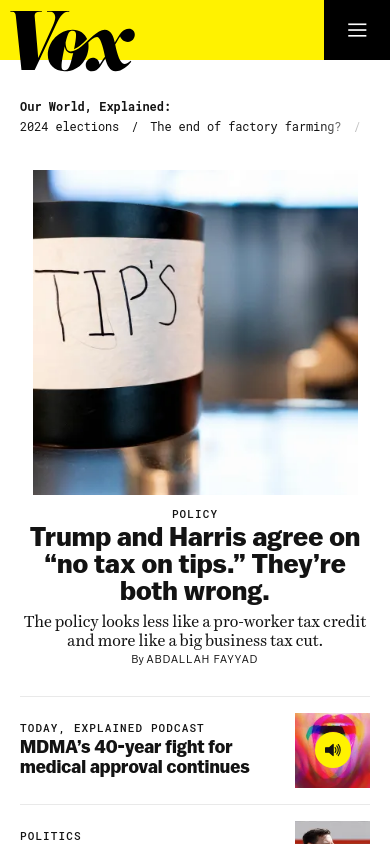 Vox
Our World, Explained:
2024 elections / The end of factory farming? /
TIP'S
POLICY
Trump and Harris agree on
“no tax on tips.” They’re
both wrong.
The policy looks less like a pro-worker tax credit
and more like a big business tax cut.
By ABDALLAH FAYYAD
TODAY, EXPLAINED PODCAST
MDMA’s 40-year fight for
medical approval continues
POLITICS